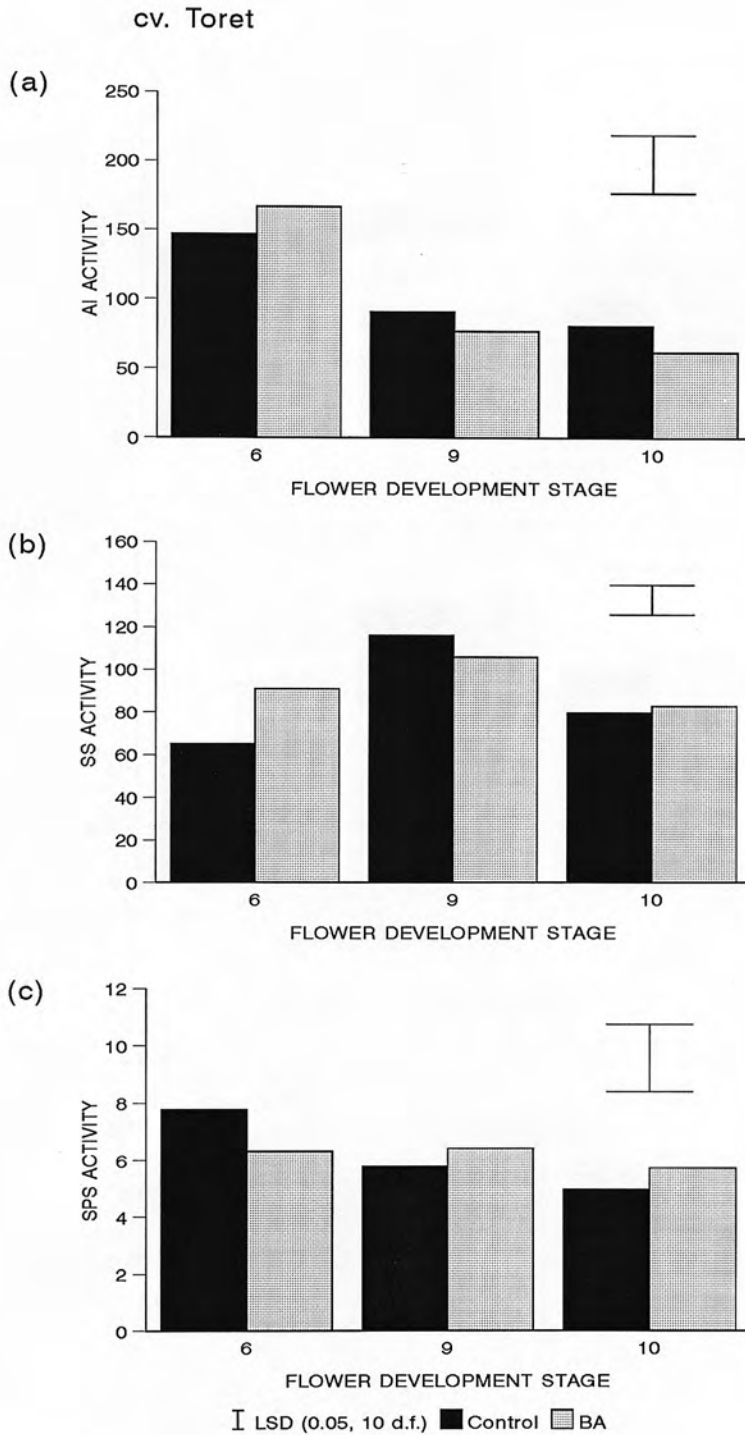 cv. Toret
(a)
AI ACTIVITY
250
200
150
100
50
0
6 9 10
FLOWER DEVELOPMENT STAGE
(b)
SS ACTIVITY
160
140
120
100
80
60
40
20
0
6 9 10
FLOWER DEVELOPMENT STAGE
(c)
SPS ACTIVITY
12
10
8
6
4
2
0
6 9 10
FLOWER DEVELOPMENT STAGE
LSD (0.05, 10 d.f.) Control BA